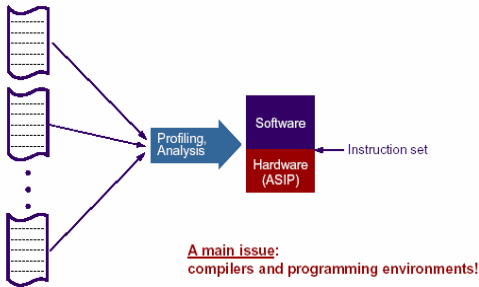 Profiling,
Analysis
Software
Hardware
(ASIP)
Instruction set
A main issue:
compilers and programming environments!